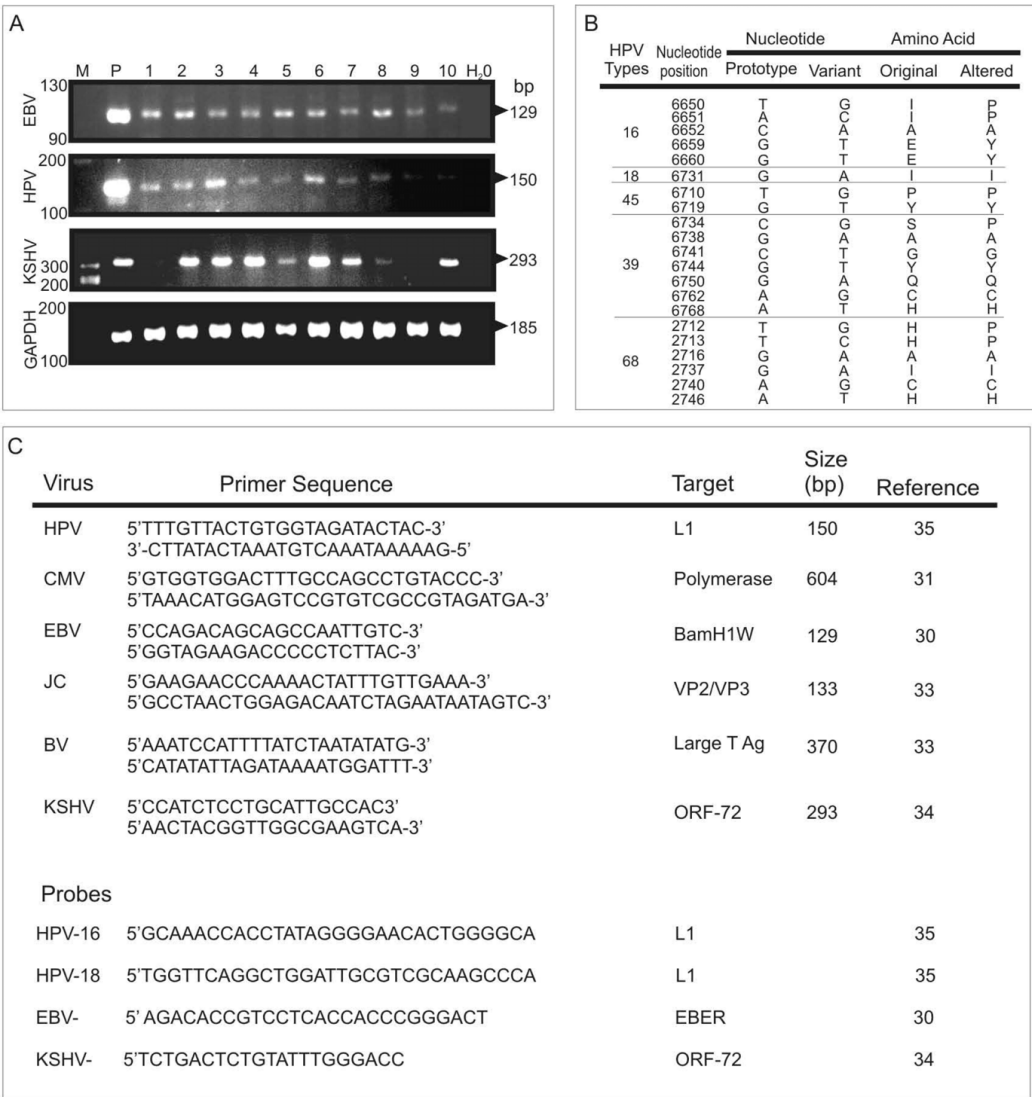 A
M P 1 2 3 4 5 6 7 8 9 10 H₂0
bp
130
EBV
90
129
200
HPV
100
150
KSHV
300
200
293
200
GAPDH
100
185
B
HPV Types Nucleotide position Nucleotide Amino Acid
Prototype Variant Original Altered
16
6650 T G I P
6651 A C I P
6652 C A A A
6659 G T E Y
6660 G T E Y
18 6731 G A I I
45
6710 T G P P
6719 G T Y Y
39
6734 C G S P
6738 G A A A
6741 C T G G
6744 G T Y Y
6750 G A Q Q
6762 A G C C
6768 A T H H
68
2712 T G H P
2713 T C H P
2716 G A A A
2737 G A I I
2740 A G C C
2746 A T H H
C
Virus Primer Sequence Target Size (bp) Reference
HPV 5'TTTGTTACTGTGGTAGATACTAC-3' L1 150 35
3'-CTTATACTAAATGTCAAATAAAAAG-5'
CMV 5'GTGGTGGACTTTGCCAGCCTGTACCC-3' Polymerase 604 31
5'TAAACATGGAGTCCGTGTCGCCGTAGATGA-3'
EBV 5'CCAGACAGCAGCCAATTGTC-3' BamH1W 129 30
5'GGTAGAAGACCCCCTCTTAC-3'
JC 5'GAAGAACCCAAAACTATTTGTTGAAA-3' VP2/VP3 133 33
5'GCCTAACTGGAGACAATCTAGAATAATAGTC-3'
BV 5'AAATCCATTTTATCTAATATATG-3' Large T Ag 370 33
5'CATATATTAGATAAAATGGATTT-3'
KSHV 5'CCATCTCCTGCATTGCCAC3' ORF-72 293 34
5'AACTACGGTTGGCGAAGTCA-3'
Probes
HPV-16 5'GCAAACCACCTATAGGGGAACACTGGGGCA L1 35
HPV-18 5'TGGTTCAGGCTGGATTGCGTCGCAAGCCCA L1 35
EBV- 5' AGACACCGTCCTCACCACCCGGGACT EBER 30
KSHV- 5'TCTGACTCTGTATTTGGGACC ORF-72 34